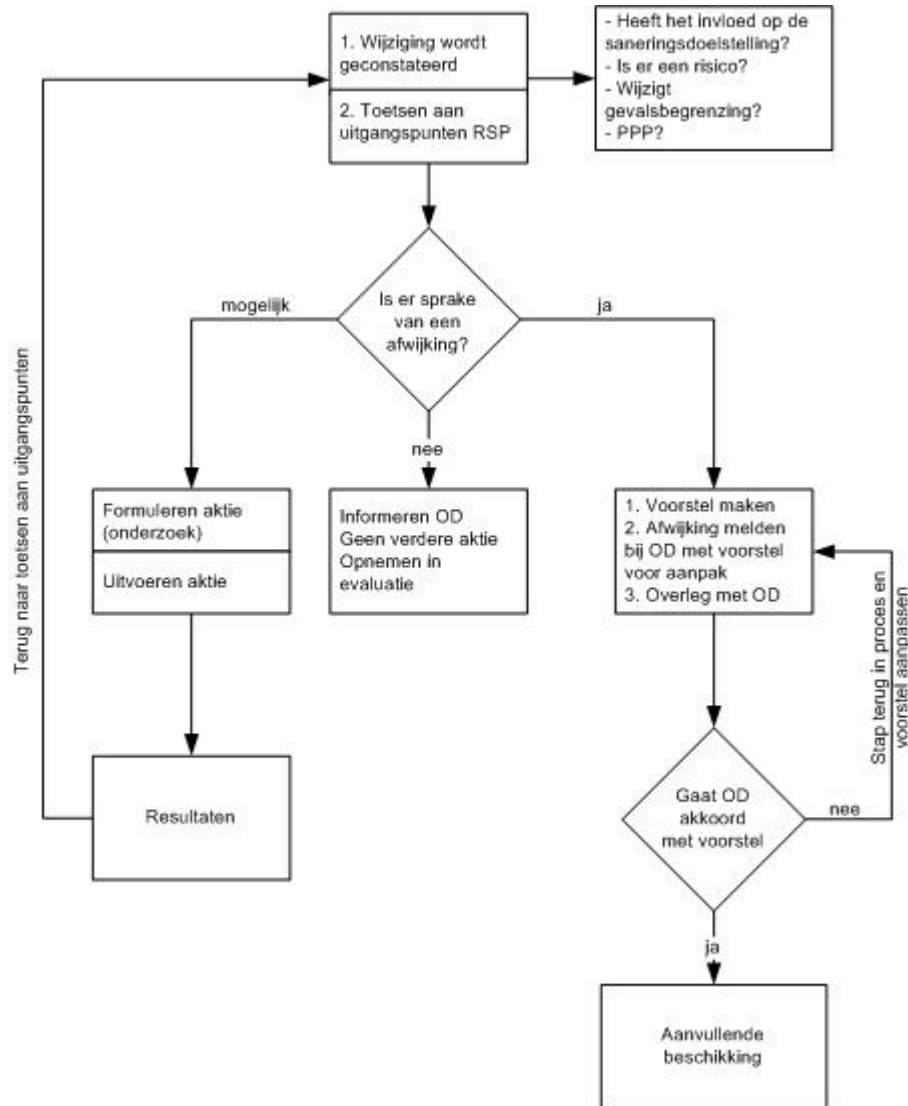 1. Wijziging wordt
geconstateerd
2. Toetsen aan
uitgangspunten RSP
- Heeft het invloed op de
saneringsdoelstelling?
- Is er een risico?
- Wijzigt
gevalsbegrenzing?
- PPP?
Is er sprake
van een
afwijking?
mogelijk
ja
nee
Terug naar toetsen aan uitgangspunten
Formuleren aktie
(onderzoek)
Uitvoeren aktie
Informeren OD
Geen verdere aktie
Opnemen in
evaluatie
1. Voorstel maken
2. Afwijking melden
bij OD met voorstel
voor aanpak
3. Overleg met OD
Stap terug in proces en
voorstel aanpassen
Resultaten
Gaat OD
akkoord
met voorstel
nee
ja
Aanvullende
beschikking